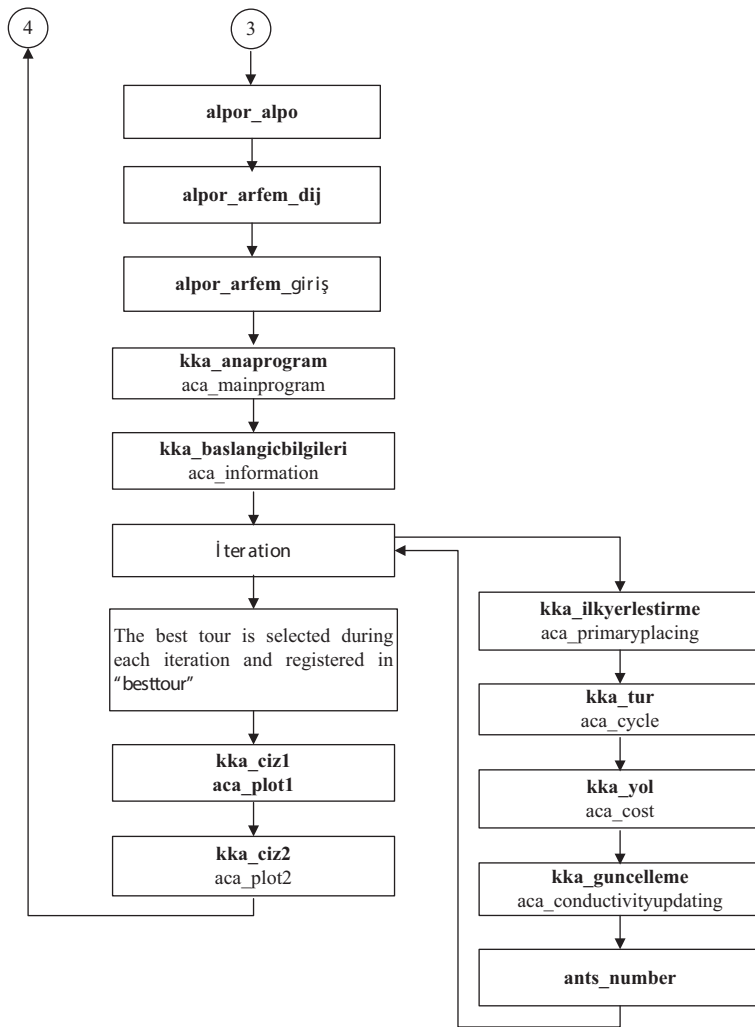 4
3
alpor_alpo
alpor_arfem_dij
alpor_arfem_giriş
kka_anaprogram
aca_mainprogram
kka_baslangicbilgileri
aca_information
İteration
The best tour is selected during
each iteration and registered in
“besttour”
kka_ciz1
aca_plot1
kka_ciz2
aca_plot2
kka_ilkyerlestirme
aca_primaryplacing
kka_tur
aca_cycle
kka_yol
aca_cost
kka_guncelleme
aca_conductivityupdating
ants_number